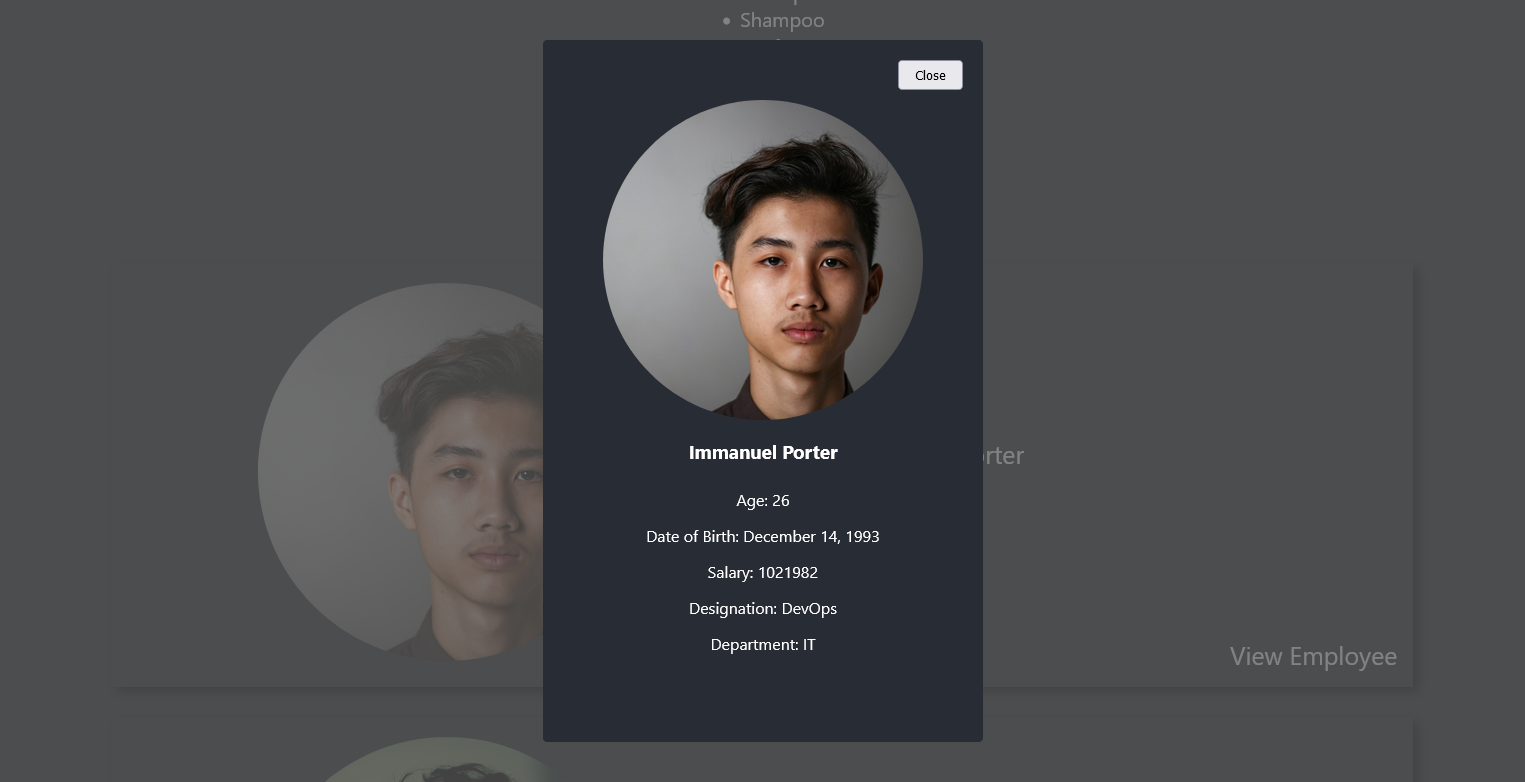 Shampoo
Close
Immanuel Porter
Age: 26
Date of Birth: December 14, 1993
Salary: 1021982
Designation: DevOps
Department: IT
View Employee